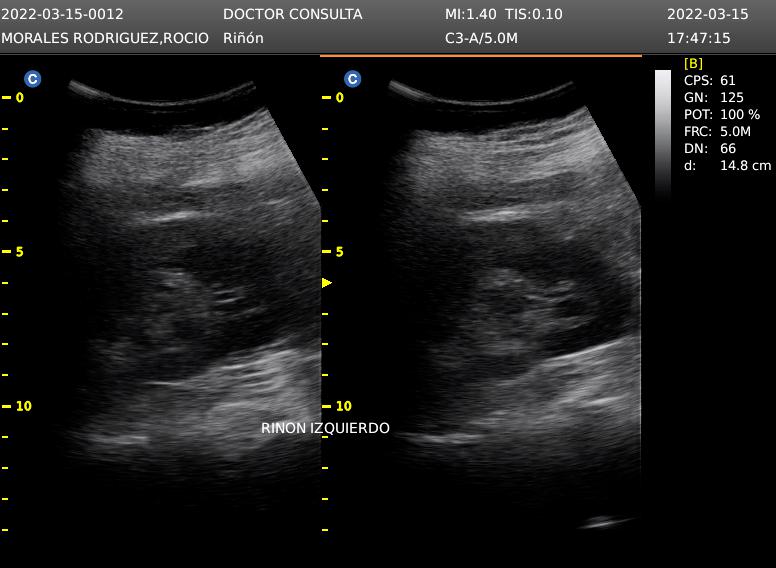 2022-03-15-0012 DOCTOR CONSULTA MI:1.40 TIS:0.10 2022-03-15
MORALES RODRIGUEZ,ROCIO Riñón C3-A/5.0M 17:47:15
C C
[B]
CPS: 61
GN: 125
POT: 100 %
FRC: 5.0M
DN: 66
d: 14.8 cm
0 0
5 5
10 10
RINON IZQUIERDO